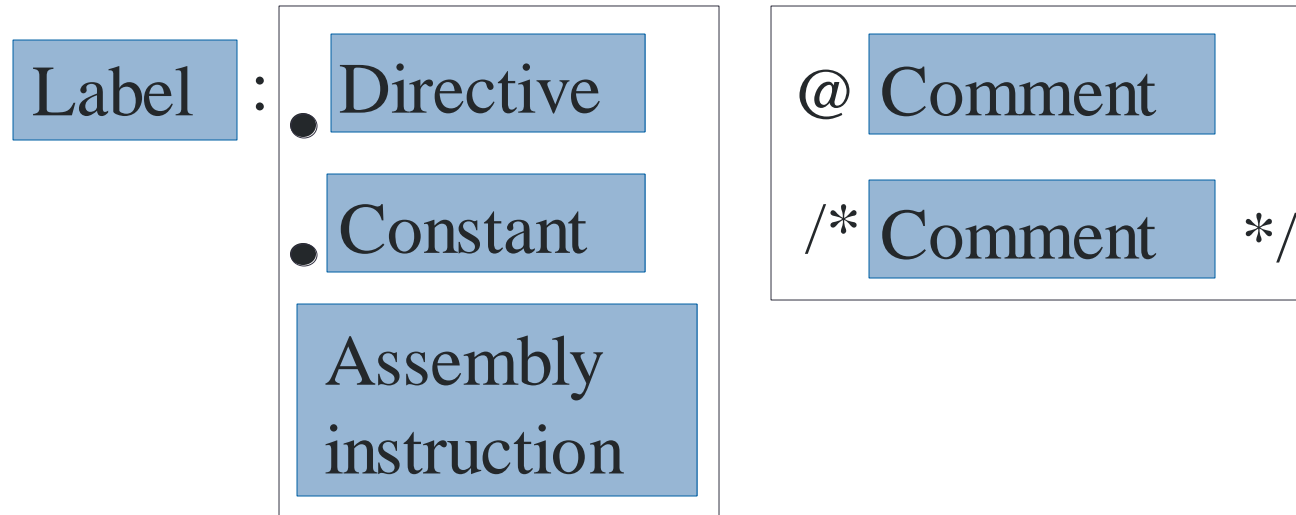 Label : . Directive @ Comment
. Constant /* Comment */
Assembly
instruction